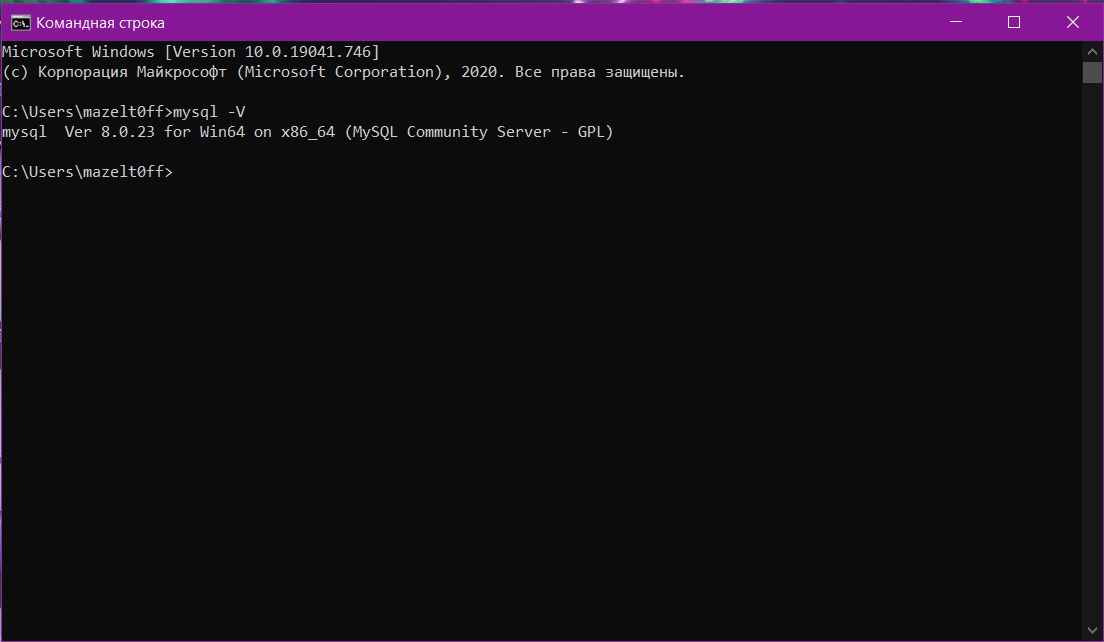 Командная строка
Microsoft Windows [Version 10.0.19041.746]
(c) Корпорация Майкрософт (Microsoft Corporation), 2020. Все права защищены.
C:\Users\mazelt0ff>mysql -V
mysql  Ver 8.0.23 for Win64 on x86_64 (MySQL Community Server - GPL)
C:\Users\mazelt0ff>